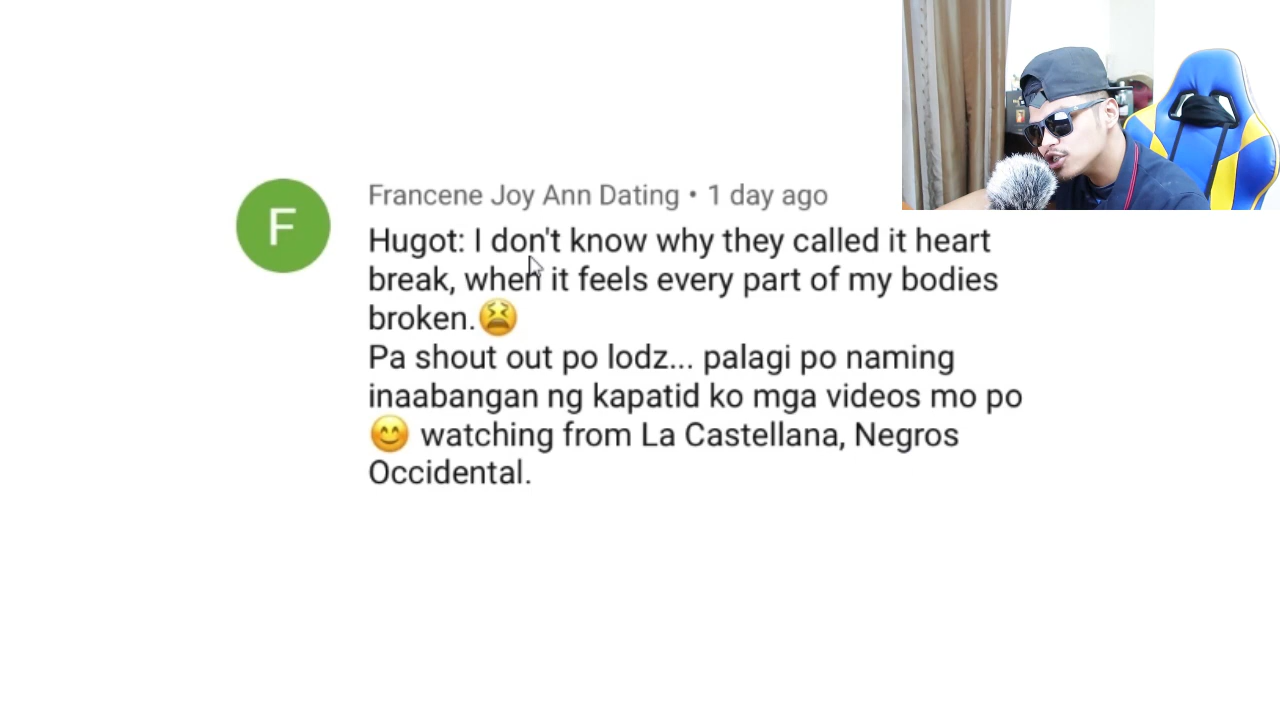 Francene Joy Ann Dating • 1 day ago
F
Hugot: I don't know why they called it heart
break, when it feels every part of my bodies
broken.😫
Pa shout out po lodz... palagi po naming
inaabangan ng kapatid ko mga videos mo po
😊 watching from La Castellana, Negros
Occidental.